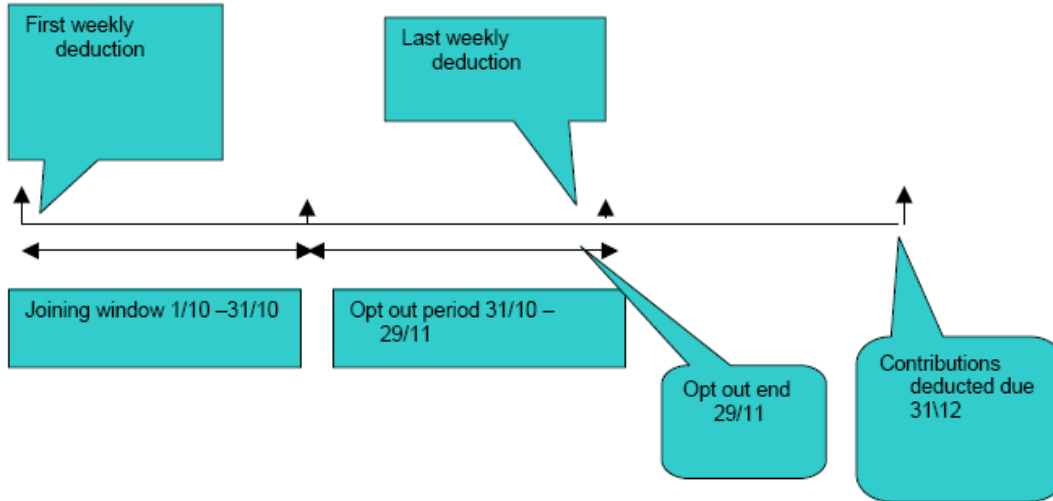 First weekly
deduction
Last weekly
deduction
Joining window 1/10 –31/10
Opt out period 31/10 –
29/11
Opt out end
29/11
Contributions
deducted due
31\12